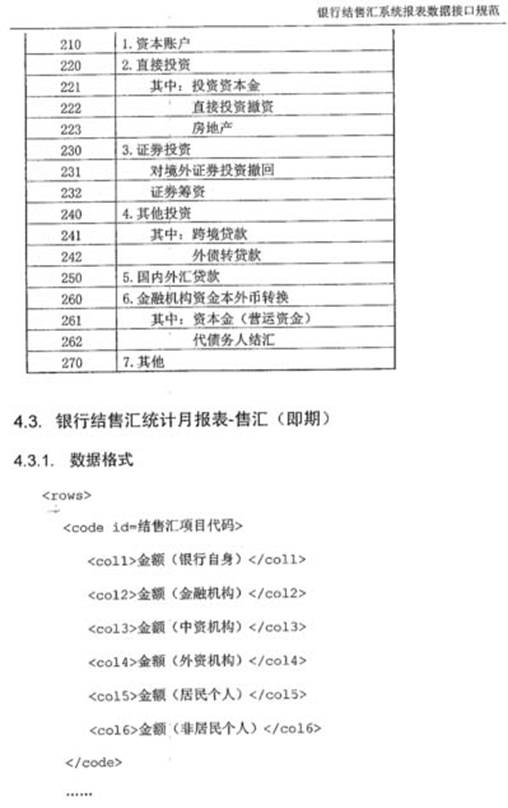 银行结售汇系统报表数据接口规范
210 1.资本账户
220 2.直接投资
221 其中：投资资本金
222 直接投资撤资
223 房地产
230 3.证券投资
231 对境外证券投资撤回
232 证券筹资
240 4.其他投资
241 其中：跨境贷款
242 外债转贷款
250 5.国内外汇贷款
260 6.金融机构资金本外币转换
261 其中：资本金（营运资金）
262 代债务人结汇
270 7.其他
4.3. 银行结售汇统计月报表-售汇（即期）
4.3.1. 数据格式
<rows>
<code id=结售汇项目代码>
<col1>金额（银行自身）</col1>
<col2>金额（金融机构）</col2>
<col3>金额（中资机构）</col3>
<col4>金额（外资机构）</col4>
<col5>金额（居民个人）</col5>
<col6>金额（非居民个人）</col6>
</code>
……